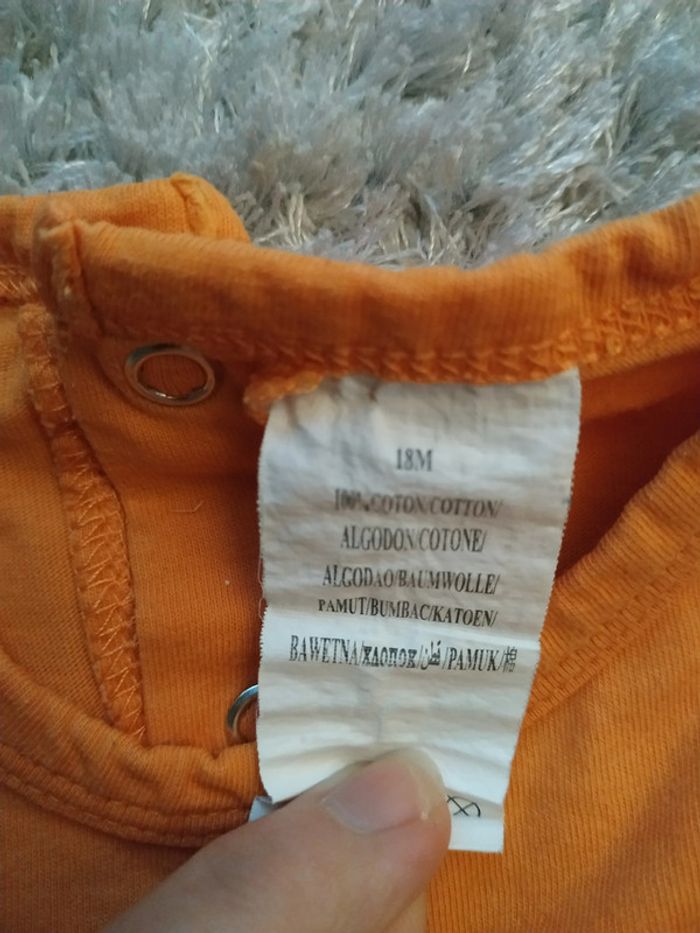 18M
100% COTON/COTTON/
ALGODON/COTONE/
ALGODAO/BAUMWOLLE/
PAMUT/BUMBAC/KATOEN/
BAWETNA/хлопок/قطن/PAMUK/棉